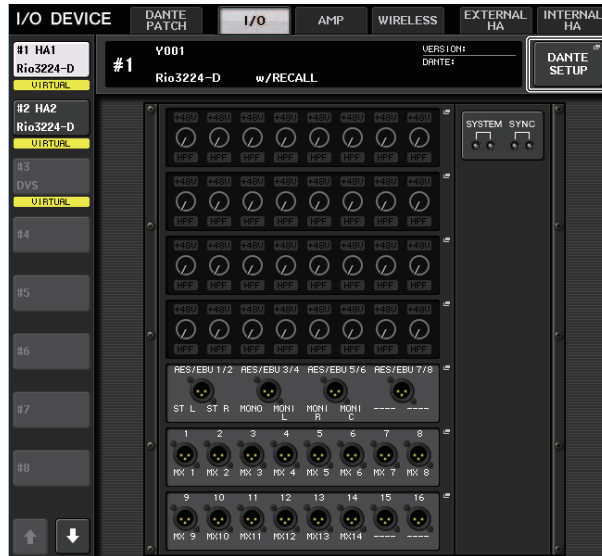 I/O DEVICE
DANTE PATCH
I/O
AMP
WIRELESS
EXTERNAL HA
INTERNAL HA
#1 HA1
Rio3224-D
VIRTUAL
#2 HA2
Rio3224-D
VIRTUAL
#3
DVS
VIRTUAL
#4
#5
#6
#7
#8
#1
Y001
Rio3224-D w/RECALL
VERSION:
DANTE:
DANTE SETUP
+48V +48V +48V +48V +48V +48V +48V +48V
HPF HPF HPF HPF HPF HPF HPF HPF
+48V +48V +48V +48V +48V +48V +48V +48V
HPF HPF HPF HPF HPF HPF HPF HPF
+48V +48V +48V +48V +48V +48V +48V +48V
HPF HPF HPF HPF HPF HPF HPF HPF
+48V +48V +48V +48V +48V +48V +48V +48V
HPF HPF HPF HPF HPF HPF HPF HPF
AES/EBU 1/2 AES/EBU 3/4 AES/EBU 5/6 AES/EBU 7/8
ST L ST R MONO MONI L MONI R MONI C ---- ----
1 2 3 4 5 6 7 8
MX 1 MX 2 MX 3 MX 4 MX 5 MX 6 MX 7 MX 8
9 10 11 12 13 14 15 16
MX 9 MX10 MX11 MX12 MX13 MX14 ---- ----
SYSTEM SYNC